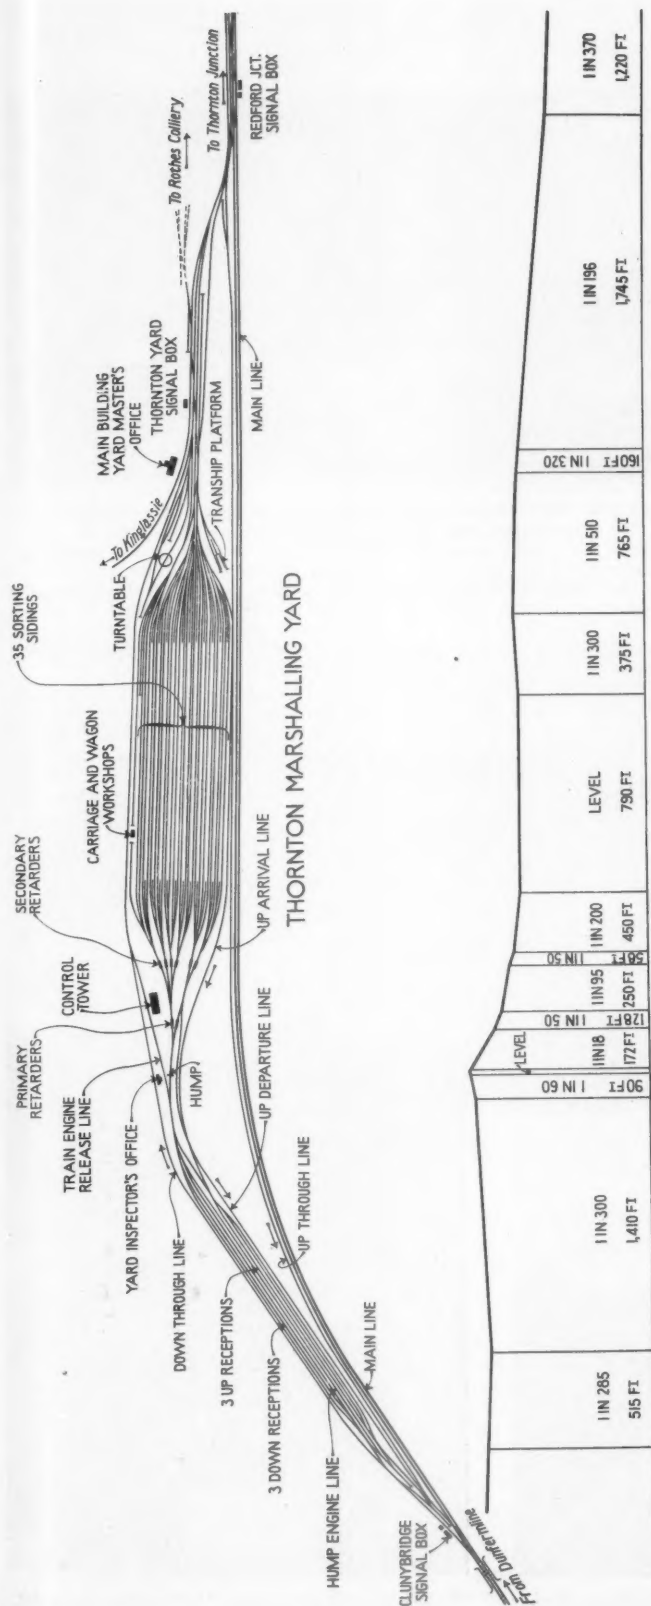 PRIMARY
RETARDERS
TRAIN ENGINE
RELEASE LINE
YARD INSPECTOR'S OFFICE
DOWN THROUGH LINE
3 UP RECEPTIONS
3 DOWN RECEPTIONS
HUMP ENGINE LINE
CLUNYBRIDGE
SIGNAL BOX
From Dunfermline
CONTROL
TOWER
SECONDARY
RETARDERS
CARRIAGE AND WAGON
WORKSHOPS
35 SORTING
SIDINGS
TURNTABLE
To Kinglassie
MAIN BUILDING
YARD MASTER'S
OFFICE
THORNTON YARD
SIGNAL BOX
To Rothes Colliery
To Thornton Junction
REDFORD JCT.
SIGNAL BOX
HUMP
UP DEPARTURE LINE
UP THROUGH LINE
MAIN LINE
UP ARRIVAL LINE
TRANSHIP PLATFORM
MAIN LINE
THORNTON MARSHALLING YARD
1 IN 285
515 FT
1 IN 300
1,410 FT
90 FT 1 IN 60
LEVEL
1 IN 18
172 FT
128 FT 1 IN 50
1 IN 95
250 FT
58 FT 1 IN 50
1 IN 200
450 FT
LEVEL
790 FT
1 IN 300
375 FT
1 IN 510
765 FT
160 FT 1 IN 320
1 IN 196
1,745 FT
1 IN 370
1,220 FT